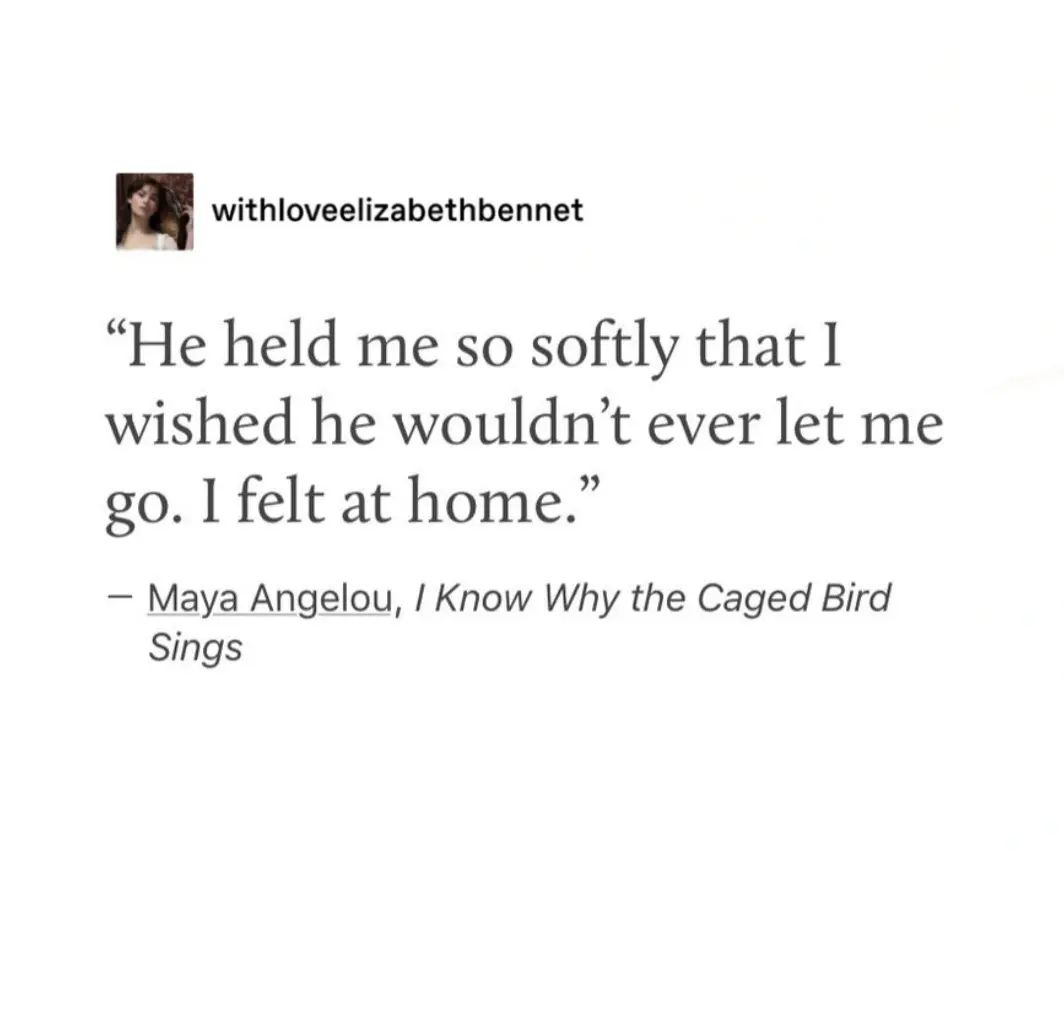 withloveelizabethbennet
“He held me so softly that I
wished he wouldn’t ever let me
go. I felt at home.”
— Maya Angelou, I Know Why the Caged Bird
Sings